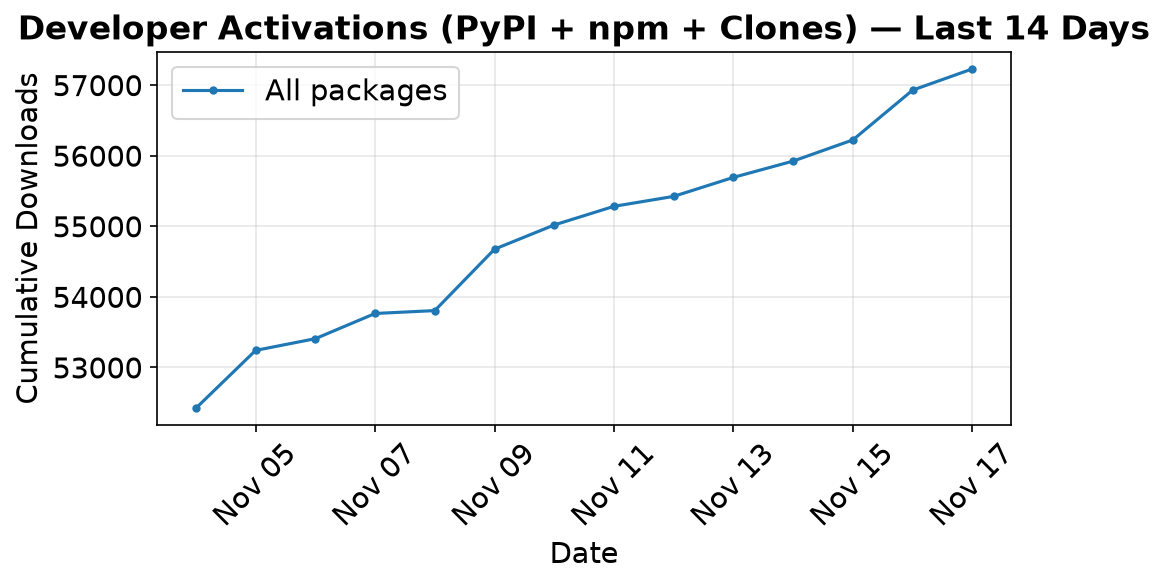 Developer Activations (PyPI + npm + Clones) — Last 14 Days
All packages
Cumulative Downloads
57000
56000
55000
54000
53000
Nov 05
Nov 07
Nov 09
Nov 11
Nov 13
Nov 15
Nov 17
Date